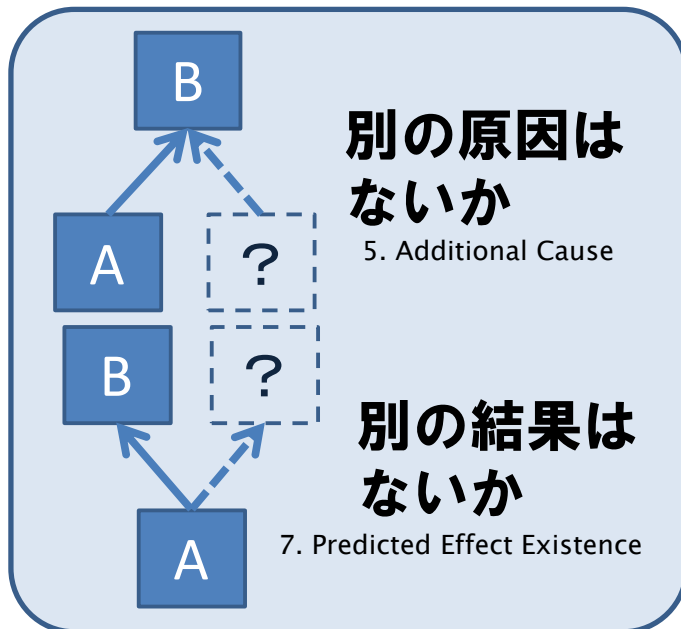 B
別の原因は
ないか
A
？
5. Additional Cause
B
？
別の結果は
ないか
7. Predicted Effect Existence
A